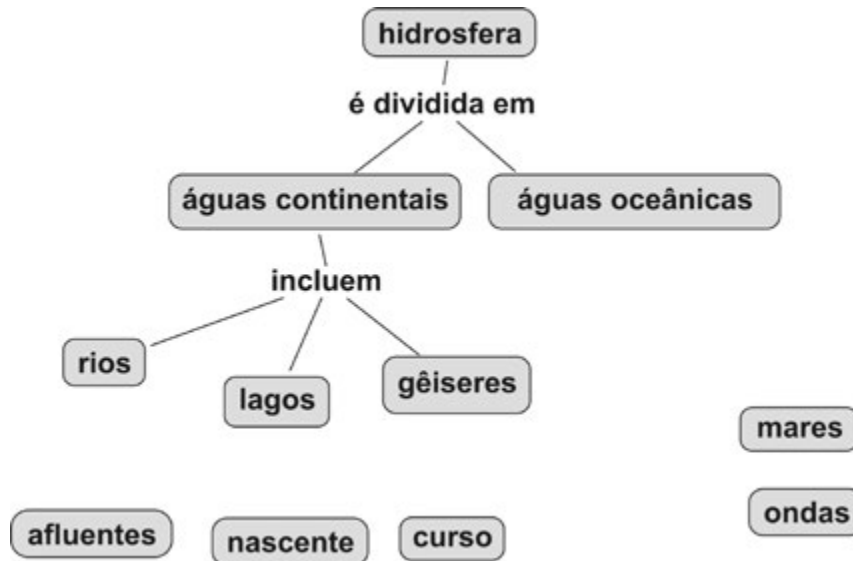 hidrosfera
é dividida em
águas continentais
águas oceânicas
incluem
rios
lagos
gêiseres
mares
afluentes
nascente
curso
ondas